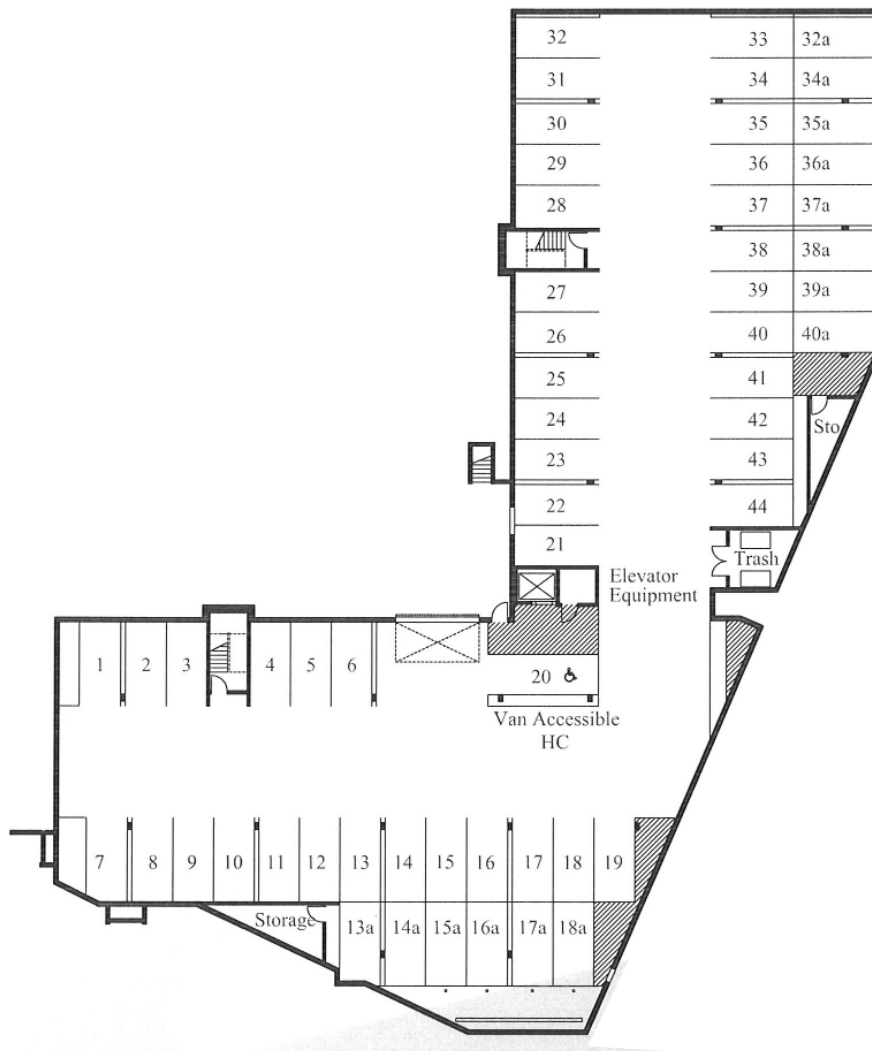 32 33 32a
31 34 34a
30 35 35a
29 36 36a
28 37 37a
38 38a
27 39 39a
26 40 40a
25 41
24 42 Sto
23 43
22 44
21 Trash
Elevator
Equipment
1 2 3 4 5 6
20
Van Accessible
HC
7 8 9 10 11 12 13 14 15 16 17 18 19
Storage 13a 14a 15a 16a 17a 18a